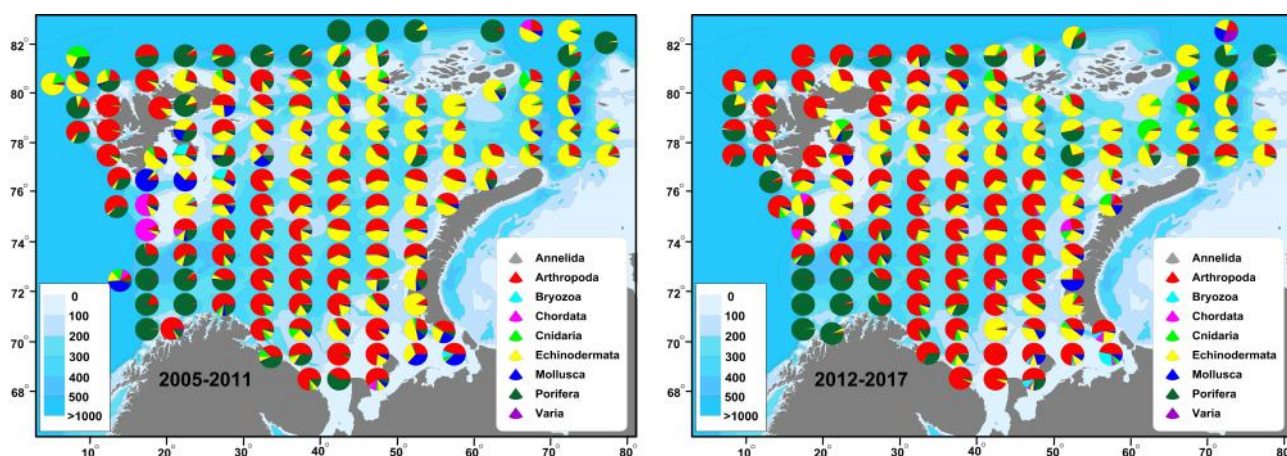 82°
80°
78°
76°
74°
72°
70°
68°
0
100
200
300
400
500
>1000
2005-2011
Annelida
Arthropoda
Bryozoa
Chordata
Cnidaria
Echinodermata
Mollusca
Porifera
Varia
10° 20° 30° 40° 50° 60° 70° 80°
82°
80°
78°
76°
74°
72°
70°
68°
0
100
200
300
400
500
>1000
2012-2017
Annelida
Arthropoda
Bryozoa
Chordata
Cnidaria
Echinodermata
Mollusca
Porifera
Varia
10° 20° 30° 40° 50° 60° 70° 80°